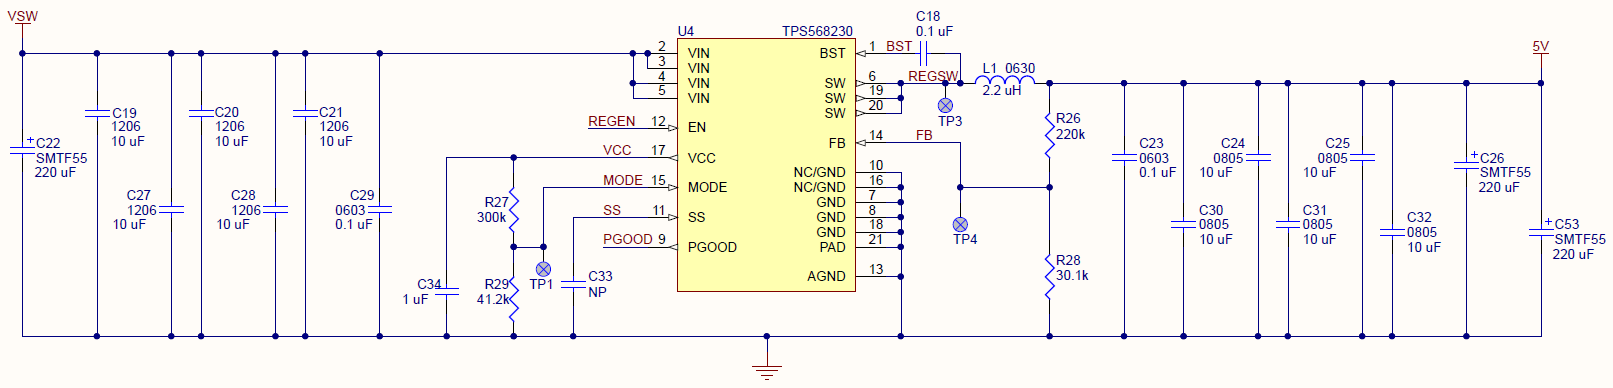 VSW
C22
SMTF55
220 uF
C19
1206
10 uF
C20
1206
10 uF
C21
1206
10 uF
C27
1206
10 uF
C28
1206
10 uF
C29
0603
0.1 uF
C34
1 uF
R27
300k
R29
41.2k
TP1
C33
NP
REGEN
VCC
MODE
SS
PGOOD
U4
TPS568230
2 VIN
3 VIN
4 VIN
5 VIN
12 EN
17 VCC
15 MODE
11 SS
9 PGOOD
BST 1 BST
SW 6 REGSW
SW 19
SW 20
FB 14 FB
NC/GND 10
NC/GND 16
GND 7
GND 8
GND 18
PAD 21
AGND 13
C18
0.1 uF
TP3
L1 0630
2.2 uH
TP4
R26
220k
R28
30.1k
C23
0603
0.1 uF
C24
0805
10 uF
C25
0805
10 uF
C26
SMTF55
220 uF
C30
0805
10 uF
C31
0805
10 uF
C32
0805
10 uF
5V
C53
SMTF55
220 uF